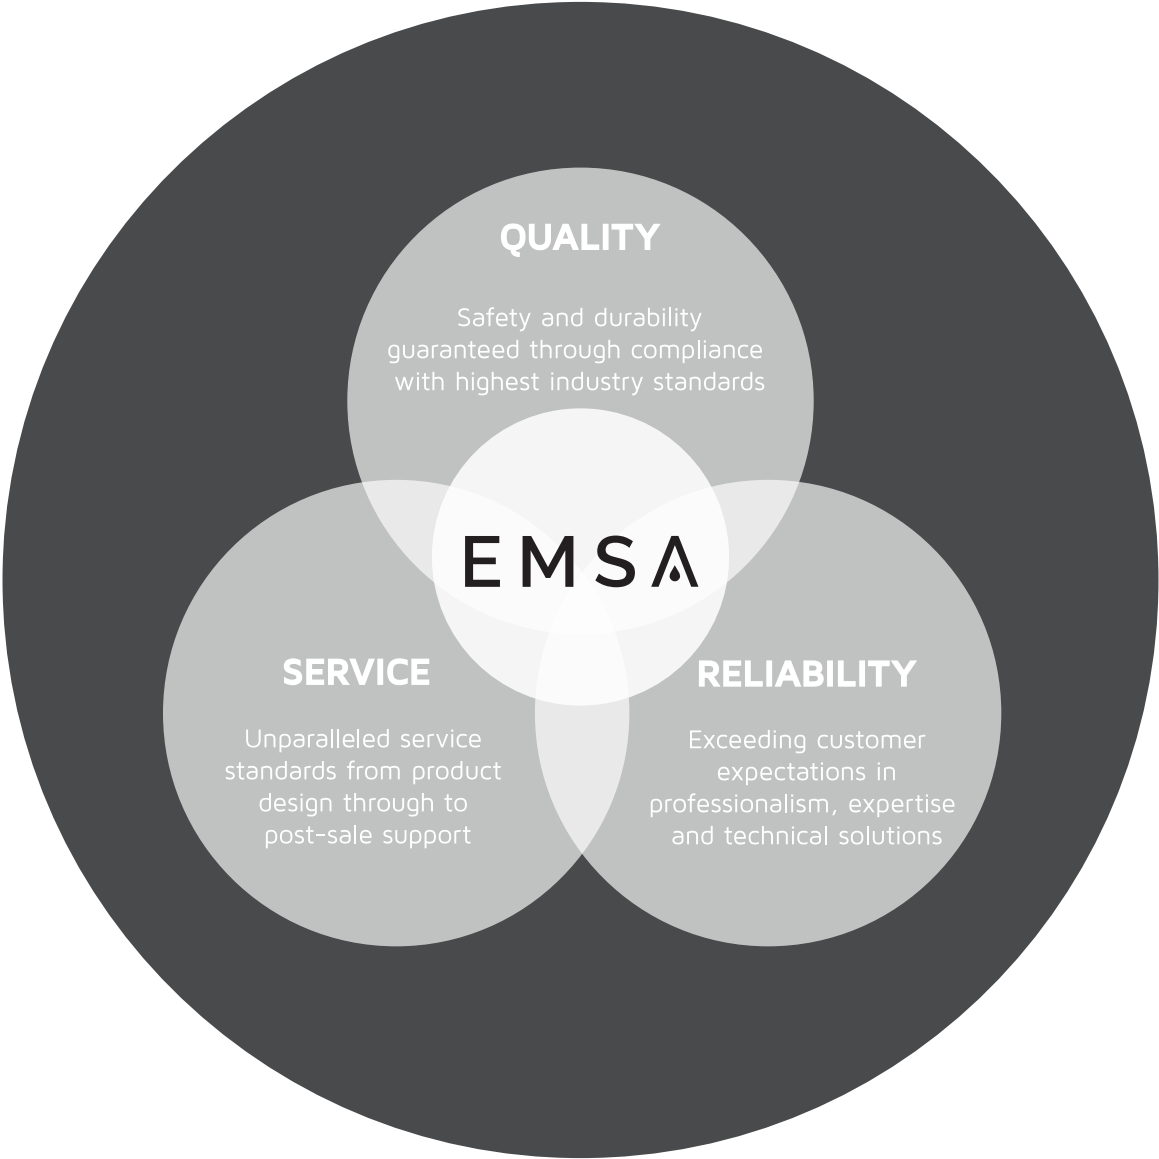 QUALITY
Safety and durability
guaranteed through compliance
with highest industry standards
EMSA
SERVICE
Unparalleled service
standards from product
design through to
post-sale support
RELIABILITY
Exceeding customer
expectations in
professionalism, expertise
and technical solutions